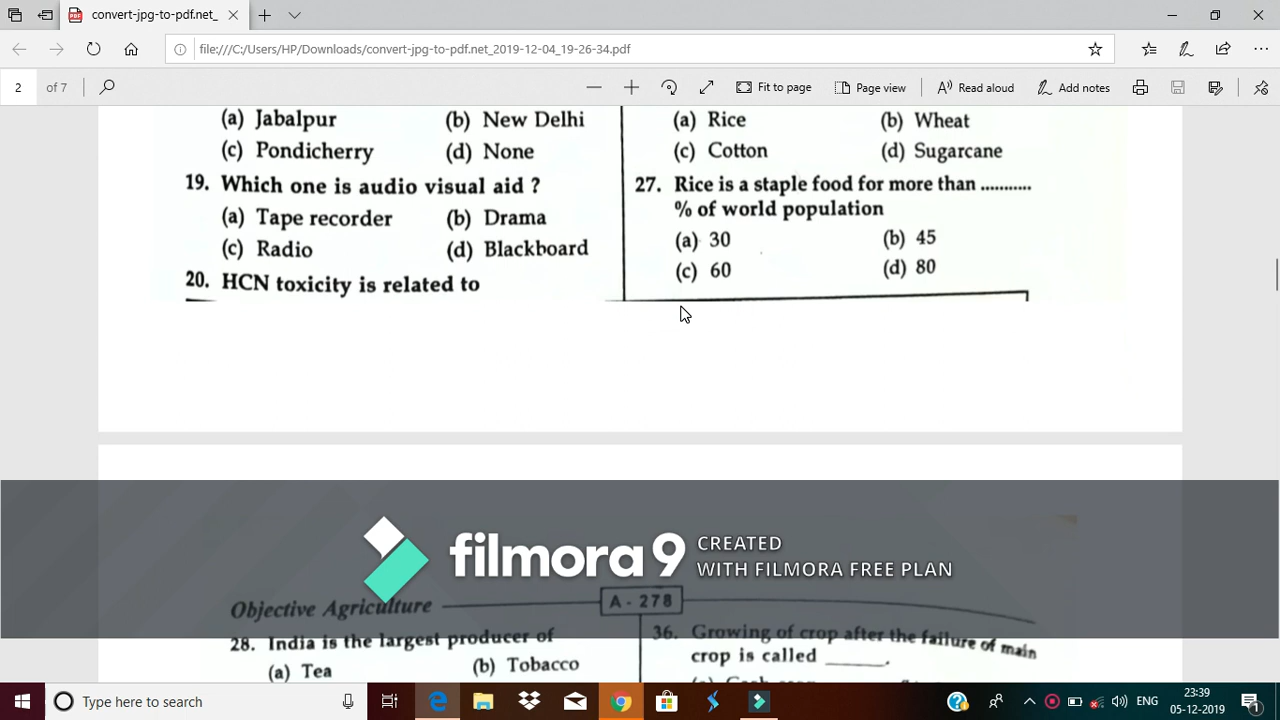 convert-jpg-to-pdf.net_
file:///C:/Users/HP/Downloads/convert-jpg-to-pdf.net_2019-12-04_19-26-34.pdf
2 of 7
Fit to page
Page view
Read aloud
Add notes
(a) Jabalpur (b) New Delhi
(c) Pondicherry (d) None
19. Which one is audio visual aid ?
(a) Tape recorder (b) Drama
(c) Radio (d) Blackboard
20. HCN toxicity is related to
(a) Rice (b) Wheat
(c) Cotton (d) Sugarcane
27. Rice is a staple food for more than ...........
% of world population
(a) 30 (b) 45
(c) 60 (d) 80
filmora 9
CREATED
WITH FILMORA FREE PLAN
Objective Agriculture
A - 278
28. India is the largest producer of
(a) Tea (b) Tobacco
36. Growing of crop after the failure of main
crop is called ______.
Type here to search
ENG
23:39
05-12-2019
1